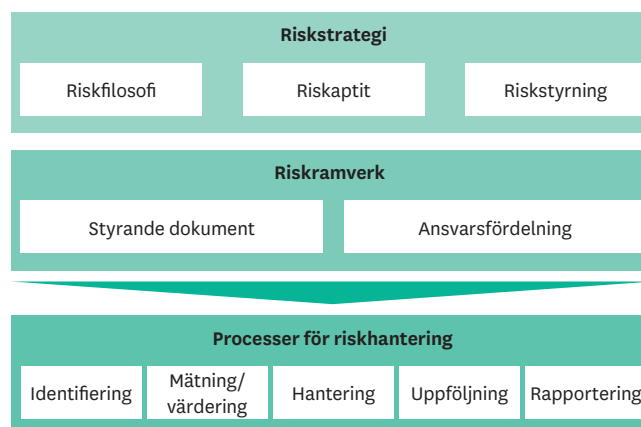 Riskstrategi
Riskfilosofi
Riskaptit
Riskstyrning
Riskramverk
Styrande dokument
Ansvarsfördelning
Processer för riskhantering
Identifiering
Mätning/
värdering
Hantering
Uppföljning
Rapportering